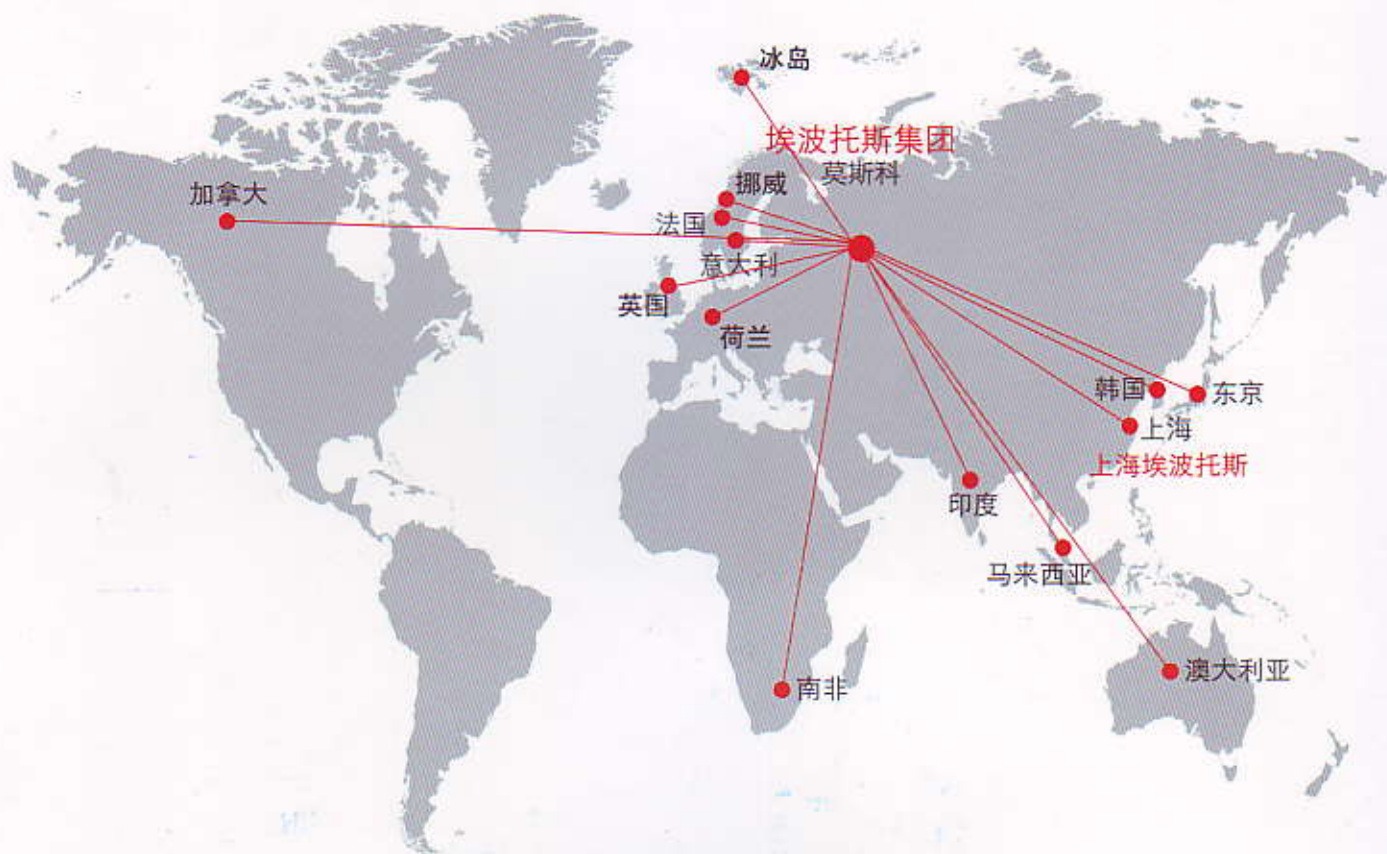 冰岛
埃波托斯集团
莫斯科
挪威
加拿大
法国
意大利
英国
荷兰
韩国
东京
上海
上海埃波托斯
印度
马来西亚
澳大利亚
南非